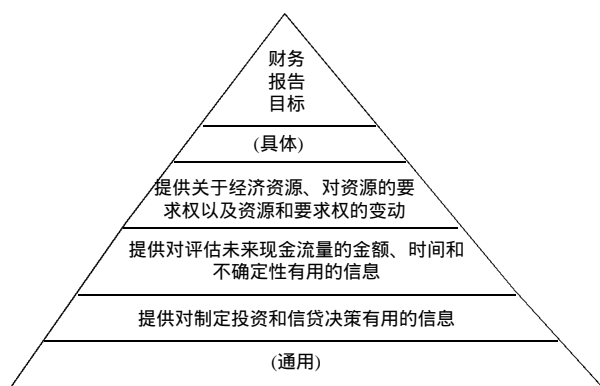 财务
报告
目标
(具体)
提供关于经济资源、对资源的要
求权以及资源和要求权的变动
提供对评估未来现金流量的金额、时间和
不确定性有用的信息
提供对制定投资和信贷决策有用的信息
(通用)